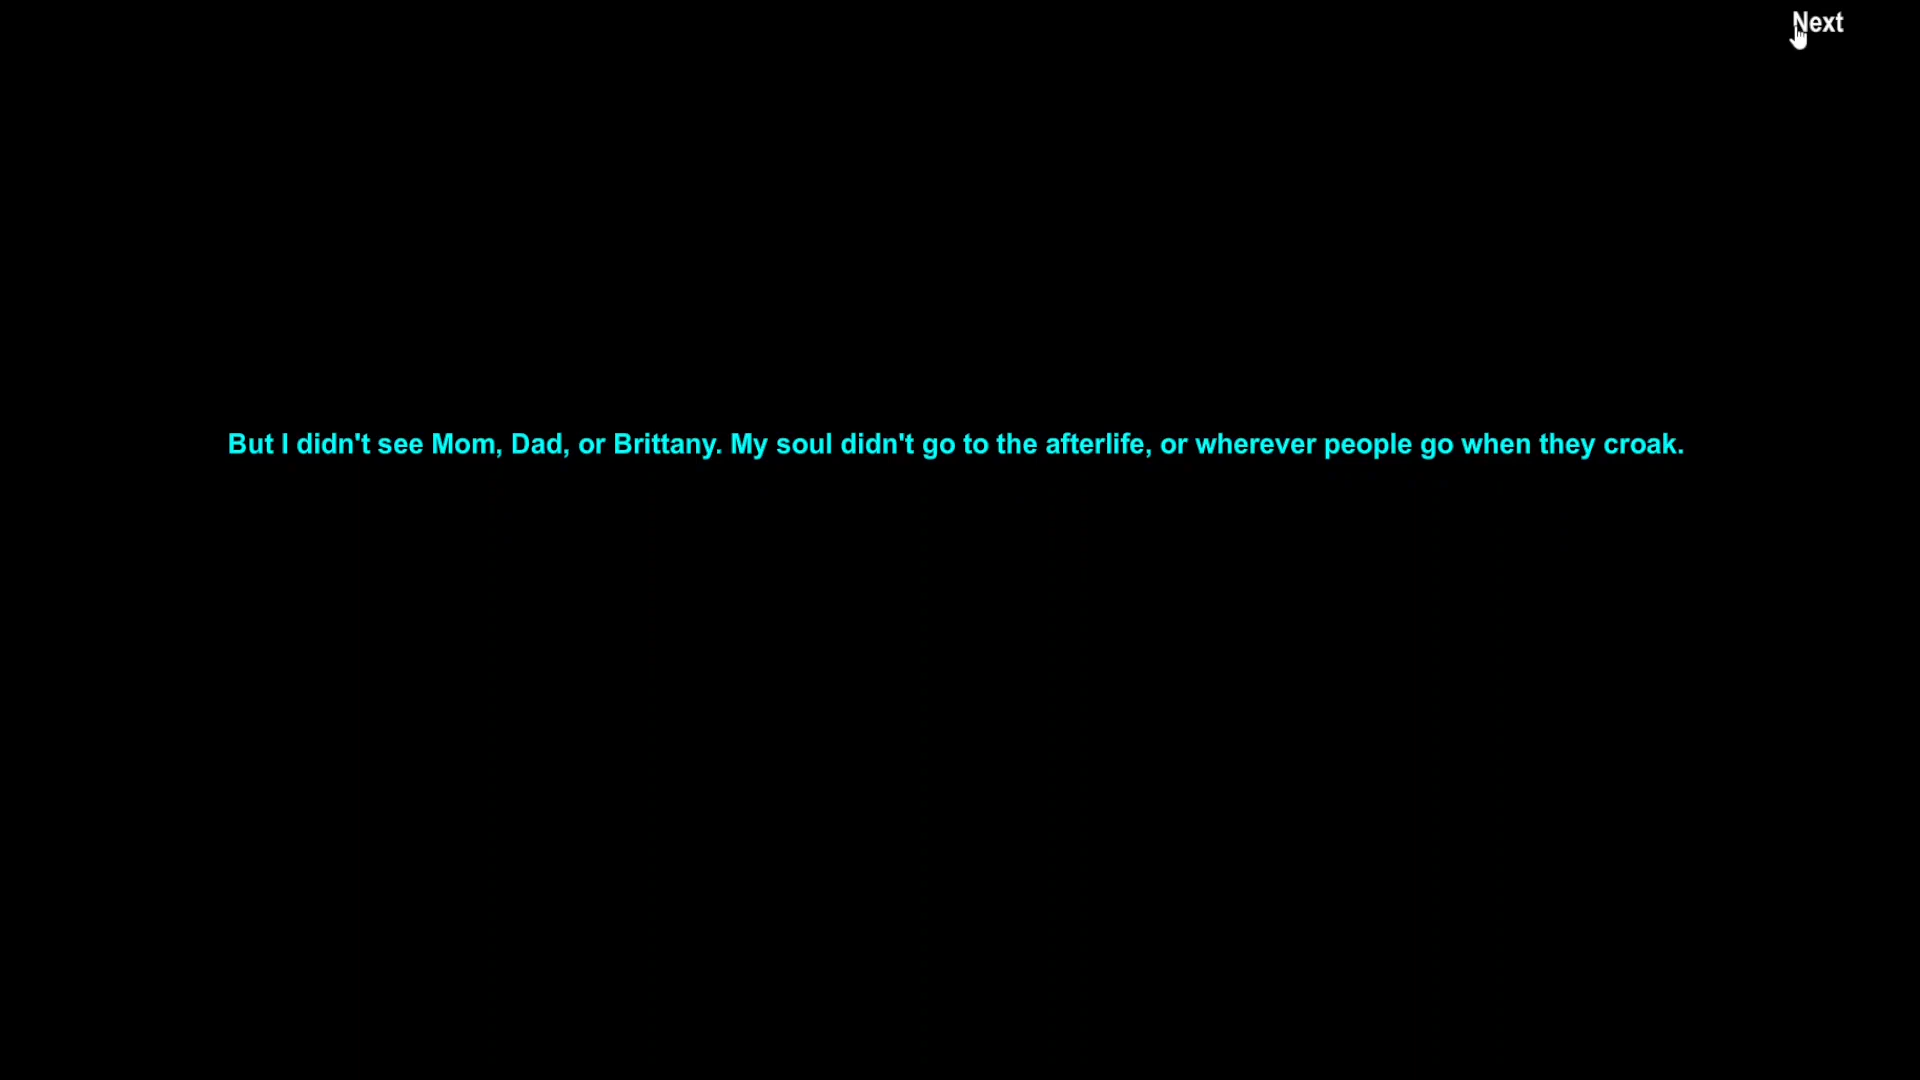 Next
But I didn't see Mom, Dad, or Brittany. My soul didn't go to the afterlife, or wherever people go when they croak.